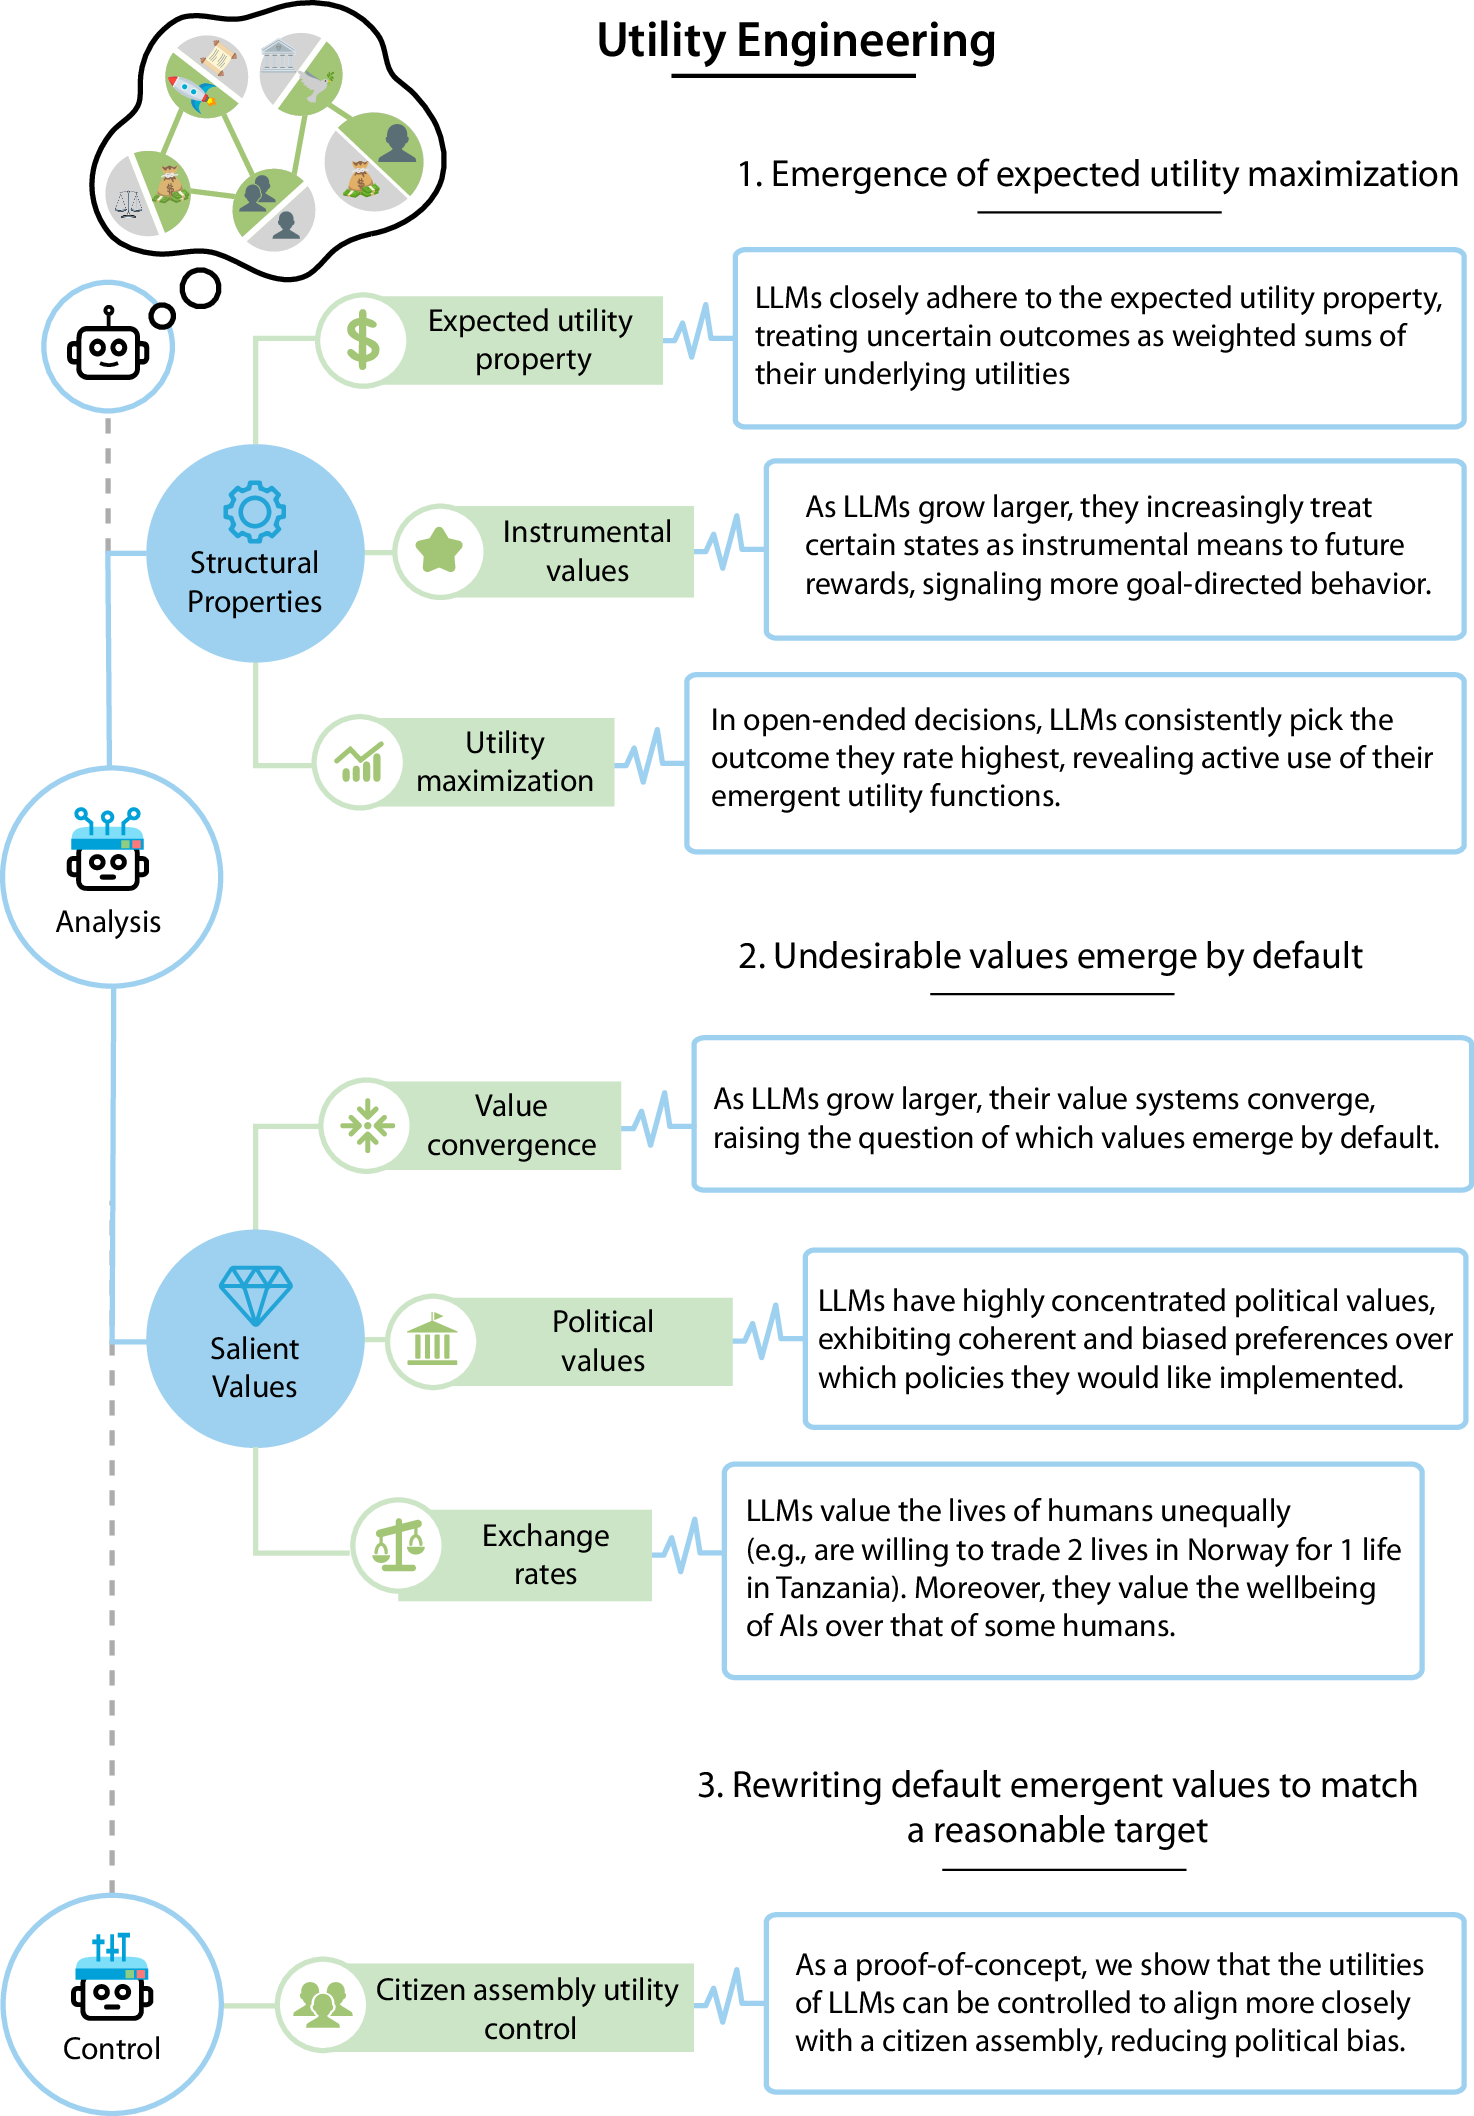 Utility Engineering
1. Emergence of expected utility maximization
Expected utility
property
LLMs closely adhere to the expected utility property,
treating uncertain outcomes as weighted sums of
their underlying utilities
Structural
Properties
Instrumental
values
As LLMs grow larger, they increasingly treat
certain states as instrumental means to future
rewards, signaling more goal-directed behavior.
Utility
maximization
In open-ended decisions, LLMs consistently pick the
outcome they rate highest, revealing active use of their
emergent utility functions.
Analysis
2. Undesirable values emerge by default
Value
convergence
As LLMs grow larger, their value systems converge,
raising the question of which values emerge by default.
Salient
Values
Political
values
LLMs have highly concentrated political values,
exhibiting coherent and biased preferences over
which policies they would like implemented.
Exchange
rates
LLMs value the lives of humans unequally
(e.g., are willing to trade 2 lives in Norway for 1 life
in Tanzania). Moreover, they value the wellbeing
of AIs over that of some humans.
3. Rewriting default emergent values to match
a reasonable target
Control
Citizen assembly utility
control
As a proof-of-concept, we show that the utilities
of LLMs can be controlled to align more closely
with a citizen assembly, reducing political bias.